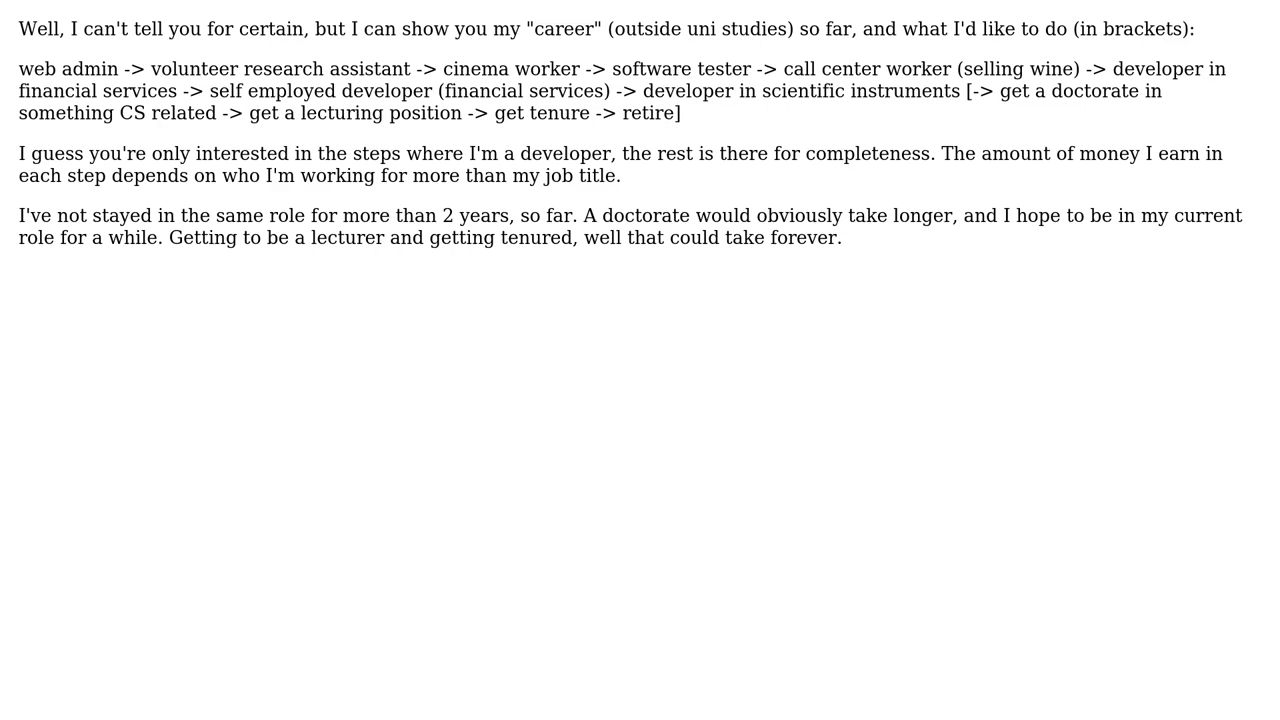 Well, I can't tell you for certain, but I can show you my "career" (outside uni studies) so far, and what I'd like to do (in brackets):
web admin -> volunteer research assistant -> cinema worker -> software tester -> call center worker (selling wine) -> developer in
financial services -> self employed developer (financial services) -> developer in scientific instruments [-> get a doctorate in
something CS related -> get a lecturing position -> get tenure -> retire]
I guess you're only interested in the steps where I'm a developer, the rest is there for completeness. The amount of money I earn in
each step depends on who I'm working for more than my job title.
I've not stayed in the same role for more than 2 years, so far. A doctorate would obviously take longer, and I hope to be in my current
role for a while. Getting to be a lecturer and getting tenured, well that could take forever.